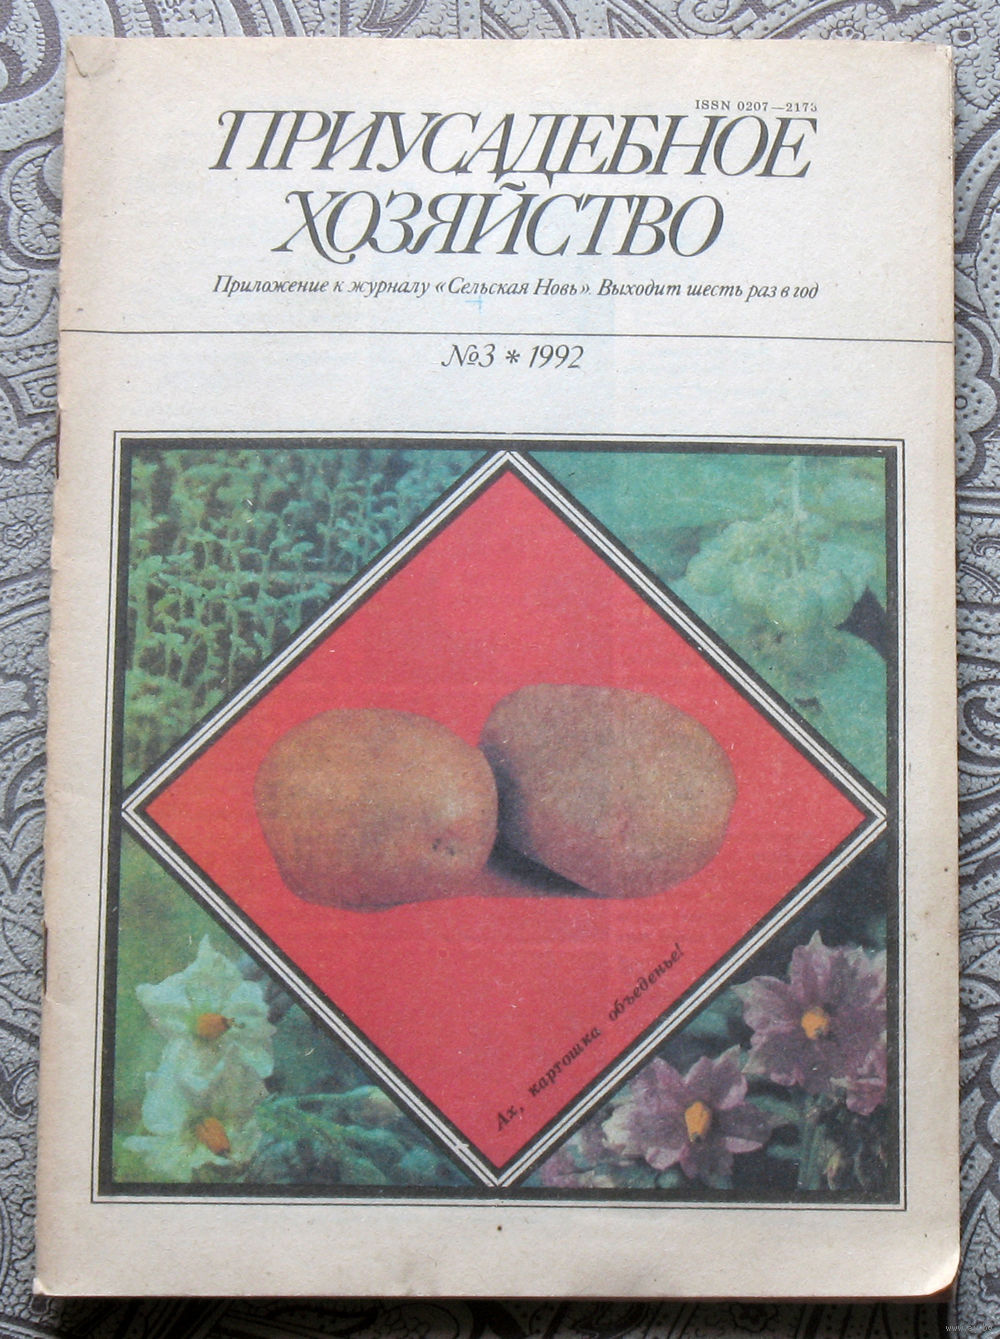 ISSN 0207—2173
ПРИУСАДЕБНОЕ
ХОЗЯЙСТВО
Приложение к журналу «Сельская Новь». Выходит шесть раз в год
№3 * 1992
Ах, картошка объеденье!